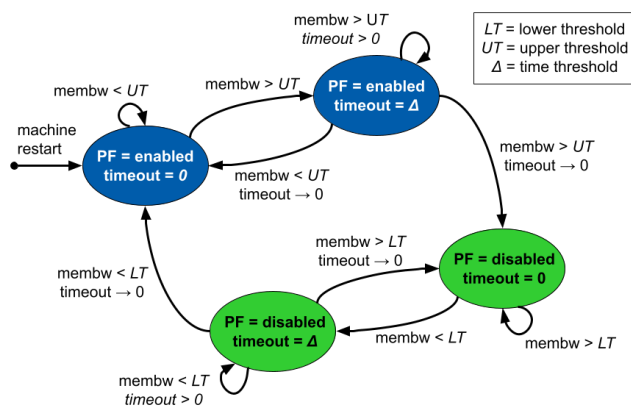 membw > UT
timeout > 0
LT = lower threshold
UT = upper threshold
Δ = time threshold
membw < UT
membw > UT
PF = enabled
timeout = Δ
machine
restart
PF = enabled
timeout = 0
membw < UT
timeout → 0
membw > UT
timeout → 0
membw < LT
timeout → 0
membw > LT
timeout → 0
PF = disabled
timeout = 0
PF = disabled
timeout = Δ
membw < LT
membw > LT
membw < LT
timeout > 0